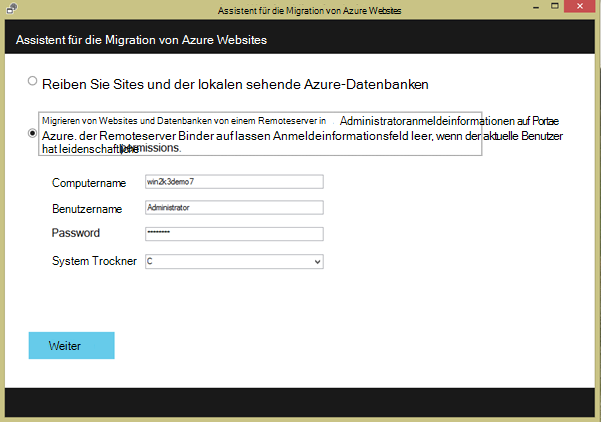 Assistent für die Migration von Azure Websites
Assistent für die Migration von Azure Websites
Reiben Sie Sites und der lokalen sehende Azure-Datenbanken
Migrieren von Websites und Datenbanken von einem Remoteserver in Administratoranmeldeinformationen auf Portae
Azure. der Remoteserver Binder auf lassen Anmeldeinformationsfeld leer, wenn der aktuelle Benutzer
hat leidenschaftliche permissions.
Computername win2k3demo7
Benutzername Administrator
Password ********
System Trockner C
Weiter